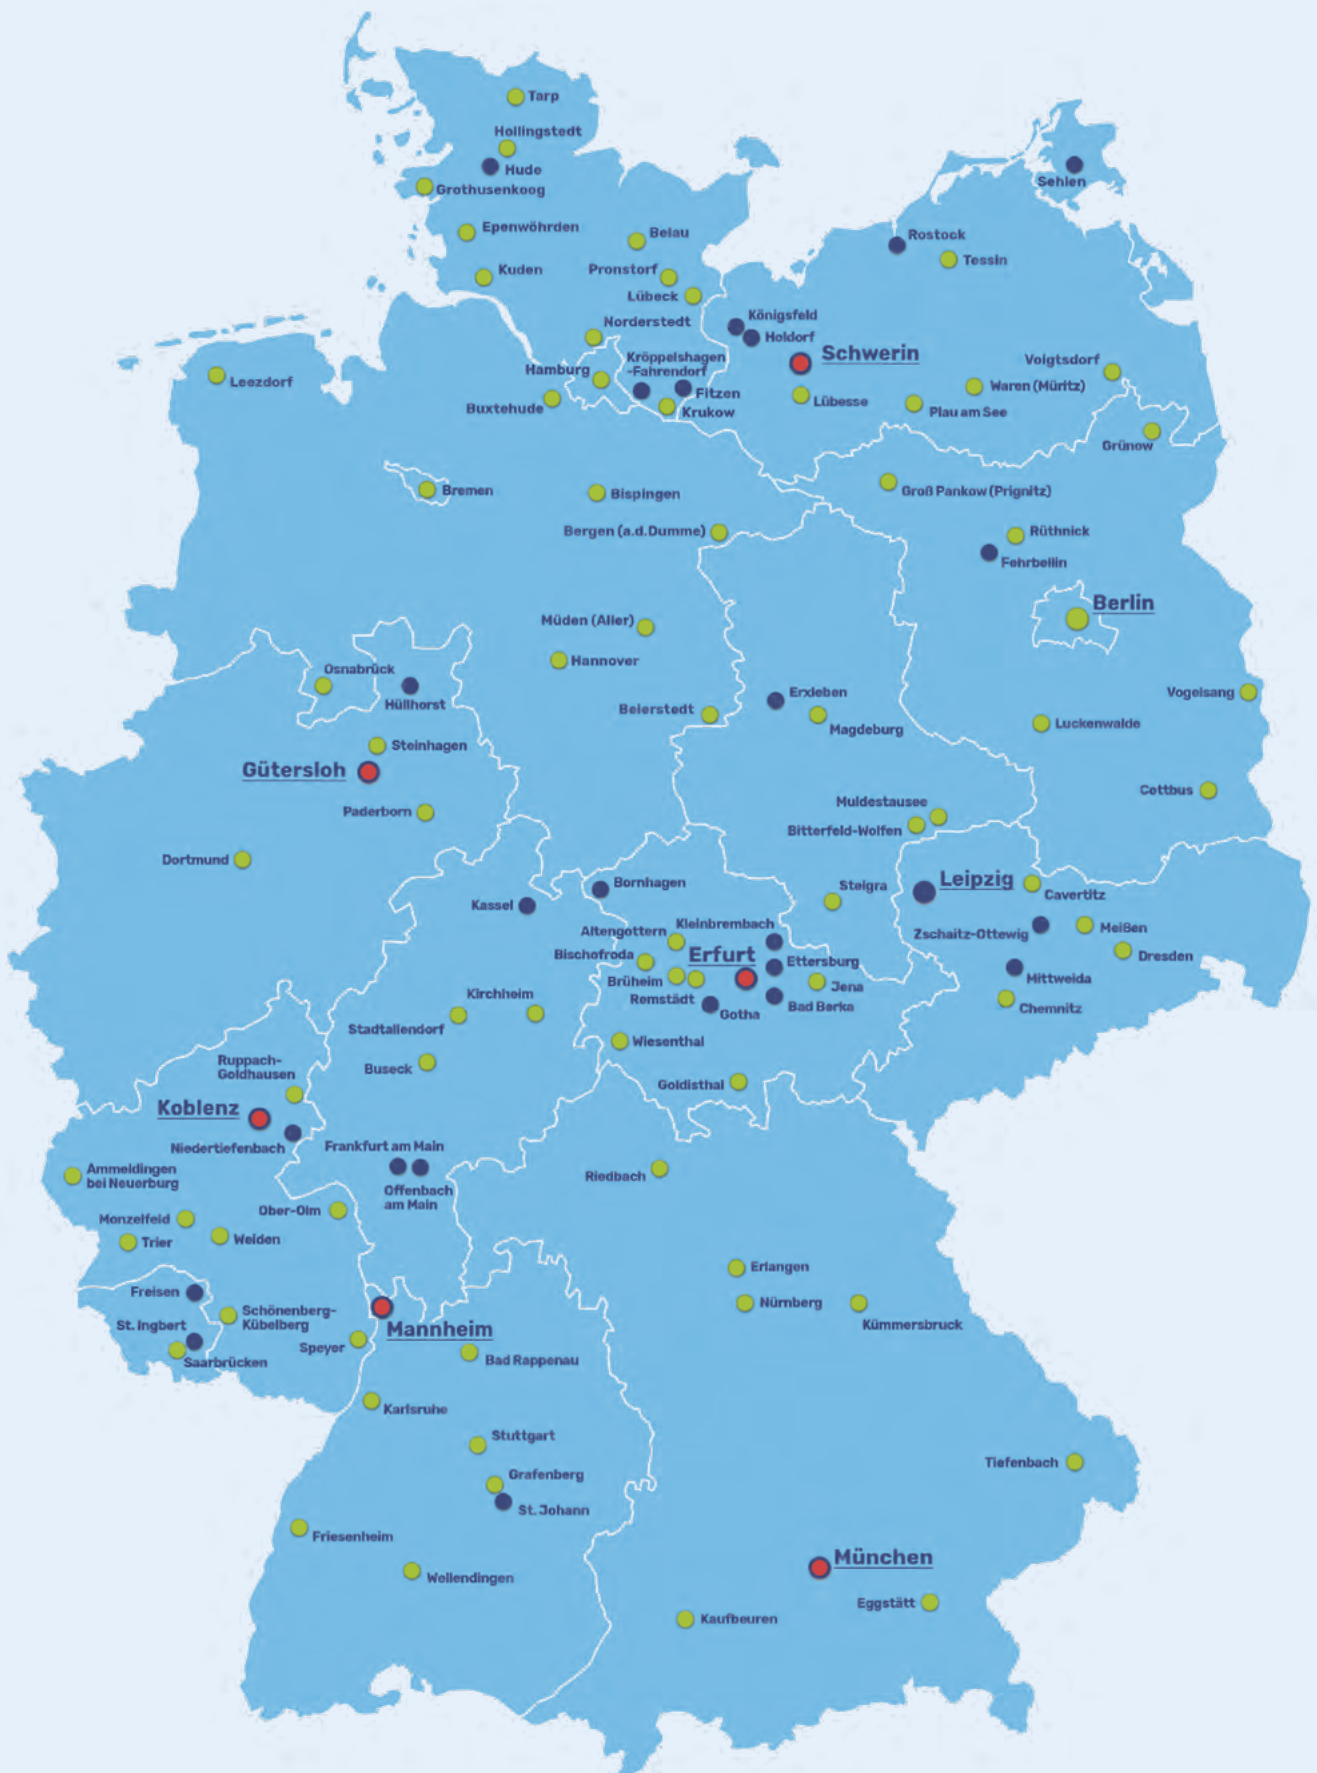 Tarp
Hollingstedt
Hude
Sehlen
Grothusenkoog
Epenwöhrden
Belau
Rostock
Tessin
Kuden
Pronstorf
Lübeck
Königsfeld
Norderstedt
Holdorf
Schwerin
Kröppelshagen
-Fahrendorf
Voigtsdorf
Hamburg
Leezdorf
Waren (Müritz)
Fitzen
Lübesse
Buxtehude
Krukow
Plau am See
Grünow
Bremen
Bispingen
Groß Pankow (Prignitz)
Bergen (a.d.Dumme)
Rüthnick
Fehrbellin
Berlin
Müden (Aller)
Hannover
Osnabrück
Hüllhorst
Erxleben
Vogelsang
Beierstedt
Magdeburg
Luckenwalde
Steinhagen
Gütersloh
Cottbus
Muldestausee
Paderborn
Bitterfeld-Wolfen
Dortmund
Leipzig
Bornhagen
Steigra
Cavertitz
Kassel
Kleinbrembach
Altengottern
Zschaitz-Ottewig
Meißen
Bischofroda
Erfurt
Dresden
Ettersburg
Brüheim
Jena
Mittweida
Kirchheim
Remstädt
Bad Berka
Gotha
Chemnitz
Stadtallendorf
Wiesenthal
Ruppach-
Goldhausen
Buseck
Goldisthal
Koblenz
Niedertiefenbach
Frankfurt am Main
Ammeldingen
bei Neuerburg
Riedbach
Offenbach
am Main
Ober-Olm
Monzelfeld
Trier
Weiden
Erlangen
Freisen
Nürnberg
Schönenberg-
Kübelberg
St. Ingbert
Kümmersbruck
Mannheim
Speyer
Saarbrücken
Bad Rappenau
Karlsruhe
Stuttgart
Tiefenbach
Grafenberg
St. Johann
Friesenheim
München
Wellendingen
Eggstätt
Kaufbeuren